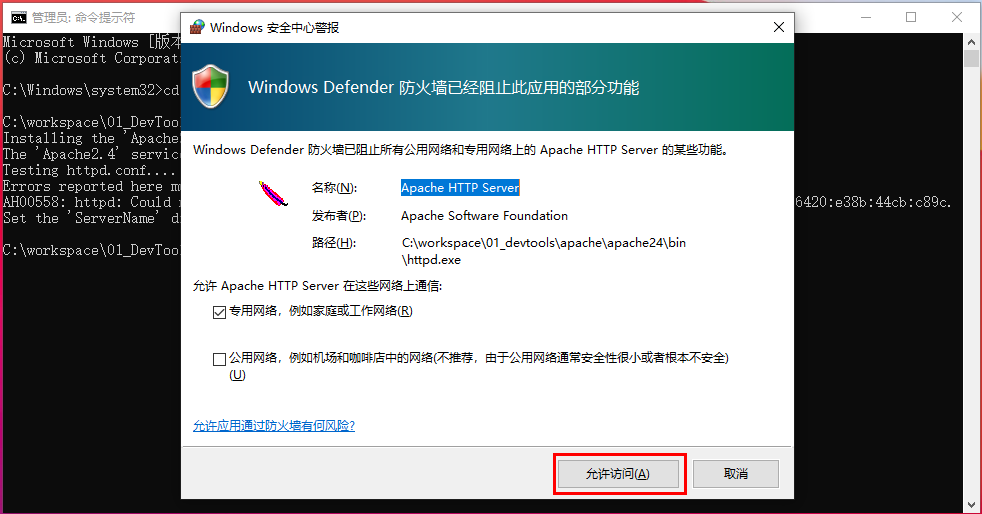 管理员: 命令提示符
Windows 安全中心警报
Microsoft Windows [版本
(c) Microsoft Corporat
Windows Defender 防火墙已经阻止此应用的部分功能
C:\Windows\system32>cd
C:\workspace\01_DevToo
Installing the 'Apache
The 'Apache2.4' servic
Testing httpd.conf....
Errors reported here m
AH00558: httpd: Could
6420:e38b:44cb:c89c.
Set the 'ServerName' d
C:\workspace\01_DevToo
Windows Defender 防火墙已阻止所有公用网络和专用网络上的 Apache HTTP Server 的某些功能。
名称(N): Apache HTTP Server
发布者(P): Apache Software Foundation
路径(H): C:\workspace\01_devtools\apache\apache24\bin
\httpd.exe
允许 Apache HTTP Server 在这些网络上通信:
专用网络，例如家庭或工作网络(R)
公用网络，例如机场和咖啡店中的网络(不推荐，由于公用网络通常安全性很小或者根本不安全)
(U)
允许应用通过防火墙有何风险?
允许访问(A)
取消